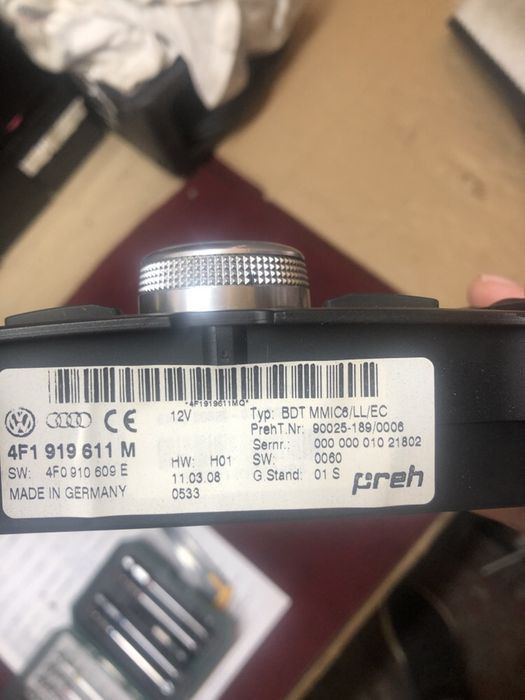 *4F1919611MQ*
12V
4F1 919 611 M
SW: 4F0 910 609 E
MADE IN GERMANY
HW: H01
11.03.08
0533
Typ: BDT MMIC6/LL/EC
PrehT.Nr: 90025-189/0006
Sernr.: 000 000 010 21802
SW: 0060
G.Stand: 01 S
preh
CE